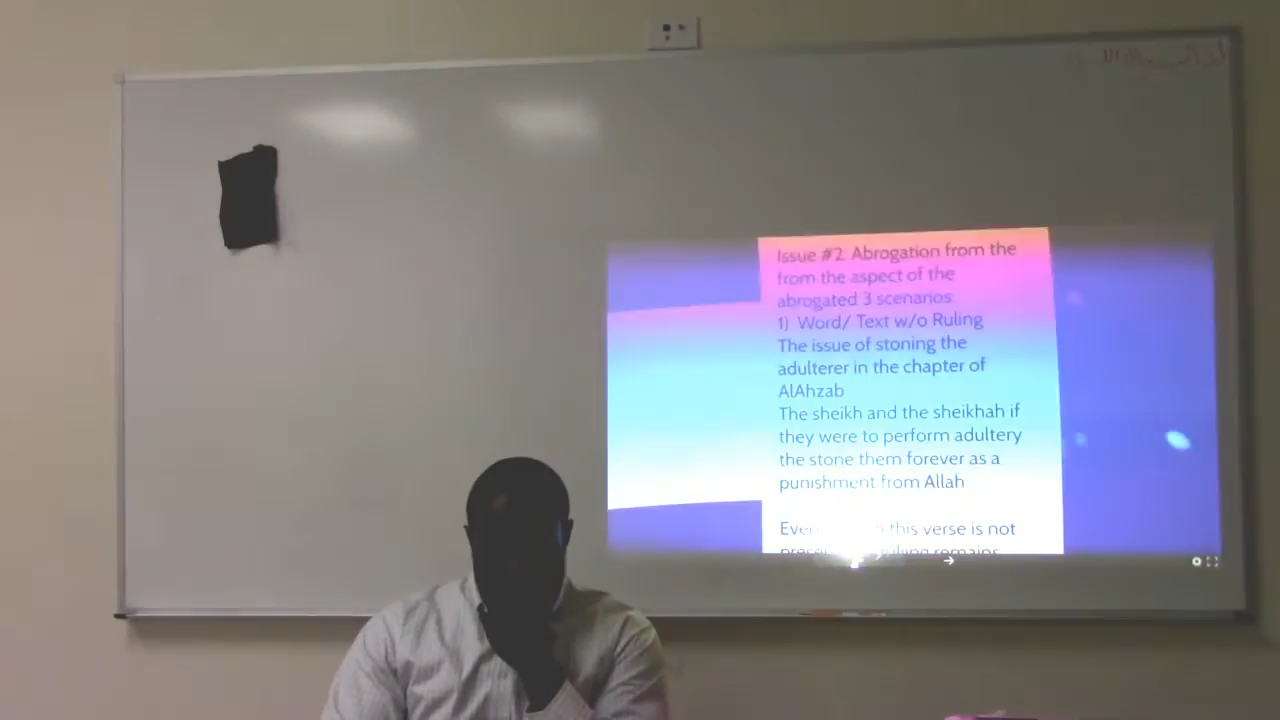 Issue #2: Abrogation from the
from the aspect of the
abrogated 3 scenarios:
1) Word/ Text w/o Ruling
The issue of stoning the
adulterer in the chapter of
AlAhzab
The sheikh and the sheikhah if
they were to perform adultery
the stone them forever as a
punishment from Allah
this verse is not
ruling remains